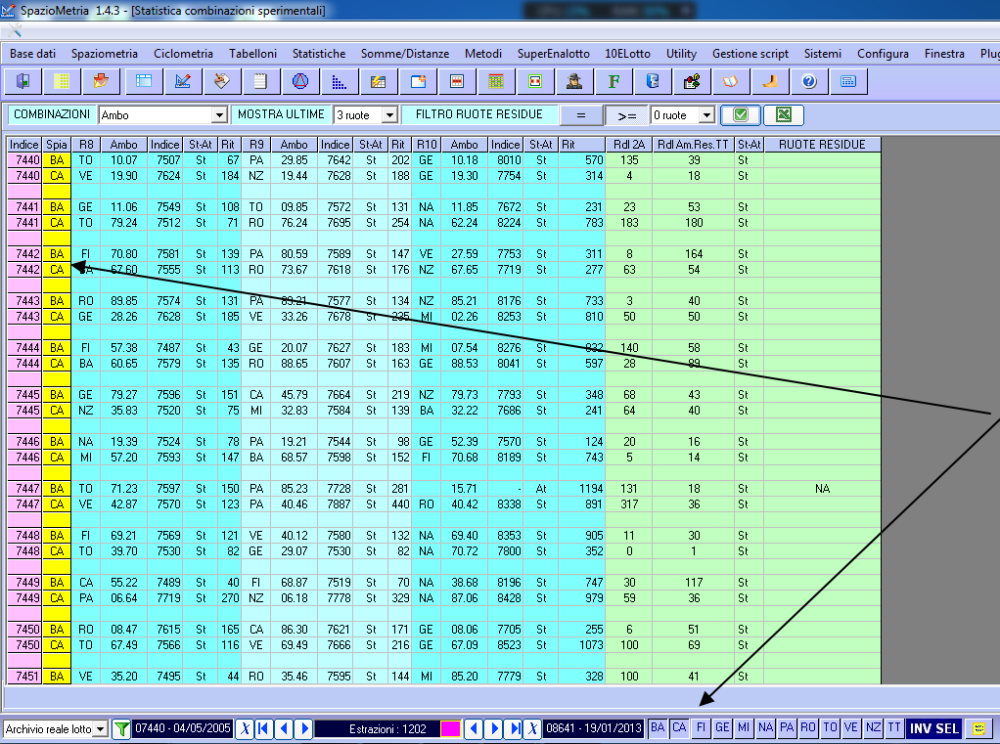 SpazioMetria 1.4.3 - [Statistica combinazioni sperimentali]
Base dati Spaziometria Ciclometria Tabelloni Statistiche Somme/Distanze Metodi SuperEnalotto 10ELotto Utility Gestione script Sistemi Configura Finestra Plug
COMBINAZIONI Ambo MOSTRA ULTIME 3 ruote FILTRO RUOTE RESIDUE = >= 0 ruote
Indice Spia R8 Ambo Indice St-At Rit R9 Ambo Indice St-At Rit R10 Ambo Indice St-At Rit Rdl 2A Rdl Am.Res.TT St-At RUOTE RESIDUE
7440 BA TO 10.07 7507 St 67 PA 29.85 7642 St 202 GE 10.18 8010 St 570 135 39 St
7440 CA VE 19.90 7624 St 184 NZ 19.44 7628 St 188 GE 19.30 7754 St 314 4 18 St
7441 BA GE 11.06 7549 St 108 TO 09.85 7572 St 131 NA 11.85 7672 St 231 23 53 St
7441 CA TO 79.24 7512 St 71 RO 76.24 7695 St 254 NA 62.24 8224 St 783 183 180 St
7442 BA FI 70.80 7581 St 139 PA 80.59 7589 St 147 VE 27.59 7753 St 311 8 164 St
7442 CA 67.60 7555 St 113 RO 73.67 7618 St 176 NZ 67.65 7719 St 277 63 54 St
7443 BA RO 89.85 7574 St 131 PA 89.21 7577 St 134 NZ 85.21 8176 St 733 3 40 St
7443 CA GE 28.26 7628 St 185 VE 33.26 7678 St 235 MI 02.26 8253 St 810 50 50 St
7444 BA FI 57.38 7487 St 43 GE 20.07 7627 St 183 MI 07.54 8276 St 832 140 58 St
7444 CA BA 60.65 7579 St 135 RO 88.65 7607 St 163 GE 88.53 8041 St 597 28 89 St
7445 BA GE 79.27 7596 St 151 CA 45.79 7664 St 219 NZ 79.73 7793 St 348 68 43 St
7445 CA NZ 35.83 7520 St 75 MI 32.83 7584 St 139 BA 32.22 7686 St 241 64 40 St
7446 BA NA 19.39 7524 St 78 PA 19.21 7544 St 98 GE 52.39 7570 St 124 20 16 St
7446 CA MI 57.20 7593 St 147 BA 68.57 7598 St 152 FI 70.68 8189 St 743 5 14 St
7447 BA TO 71.23 7597 St 150 PA 85.23 7728 St 281 15.71 - At 1194 131 18 St NA
7447 CA VE 42.87 7570 St 123 PA 40.46 7887 St 440 RO 40.42 8338 St 891 317 36 St
7448 BA FI 69.21 7569 St 121 VE 40.12 7580 St 132 NA 69.40 8353 St 905 11 30 St
7448 CA TO 39.70 7530 St 82 GE 29.07 7530 St 82 NA 70.72 7800 St 352 0 1 St
7449 BA CA 55.22 7489 St 40 FI 68.87 7519 St 70 NA 38.68 8196 St 747 30 117 St
7449 CA PA 06.64 7719 St 270 NZ 06.18 7778 St 329 NA 87.06 8428 St 979 59 36 St
7450 BA RO 08.47 7615 St 165 CA 86.30 7621 St 171 GE 08.06 7705 St 255 6 51 St
7450 CA TO 67.49 7566 St 116 VE 69.49 7666 St 216 GE 67.09 8523 St 1073 100 69 St
7451 BA VE 35.20 7495 St 44 RO 35.46 7595 St 144 MI 85.20 7779 St 328 100 41 St
Archivio reale lotto 07440 - 04/05/2005 X Estrazioni : 1202 X 08641 - 19/01/2013 BA CA FI GE MI NA PA RO TO VE NZ TT INV SEL